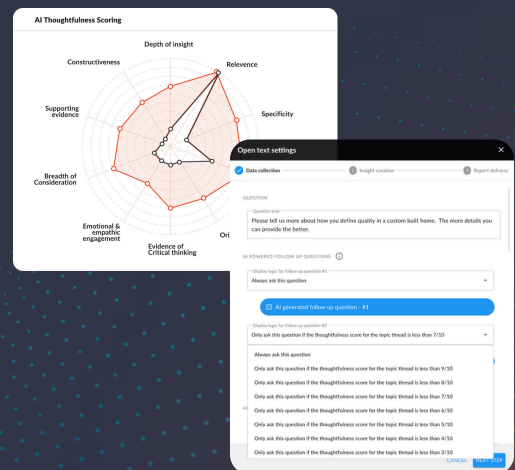 AI Thoughtfulness Scoring
Depth of insight
Constructiveness
Relevence
Supporting
evidence
Specificity
Breadth of
Consideration
Emotional &
empathic
engagement
Evidence of
Critical thinking
Ori
Open text settings
Data collection
2 Insight curation
3 Report delivery
QUESTION
Question text
Please tell us more about how you define quality in a custom built home. The more details you
can provide the better.
AI POWERED FOLLOW UP QUESTIONS
Display logic for follow up question #1
Always ask this question
AI generated follow up question - #1
Display logic for follow up question #2
Only ask this question if the thoughtfulness score for the topic thread is less than 7/10
Always ask this question
Only ask this question if the thoughtfulness score for the topic thread is less than 9/10
Only ask this question if the thoughtfulness score for the topic thread is less than 8/10
Only ask this question if the thoughtfulness score for the topic thread is less than 7/10
Only ask this question if the thoughtfulness score for the topic thread is less than 6/10
Only ask this question if the thoughtfulness score for the topic thread is less than 5/10
Only ask this question if the thoughtfulness score for the topic thread is less than 4/10
Only ask this question if the thoughtfulness score for the topic thread is less than 3/10
CANCEL
NEXT STEP